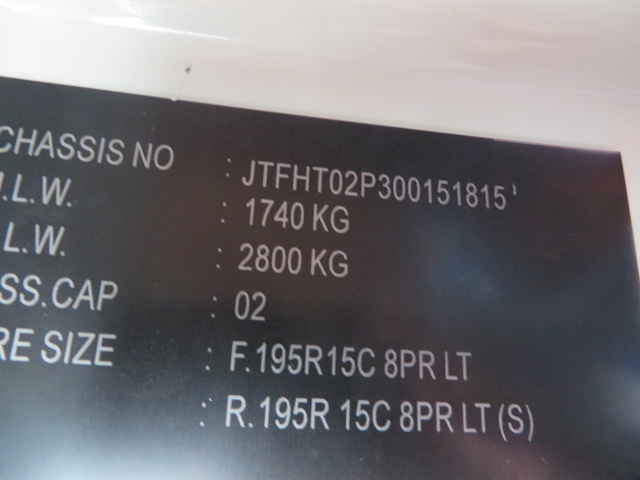 CHASSIS NO : JTFHT02P300151815
.L.W. : 1740 KG
L.W. : 2800 KG
SS.CAP : 02
RE SIZE : F.195R15C 8PR LT
: R.195R 15C 8PR LT (S)